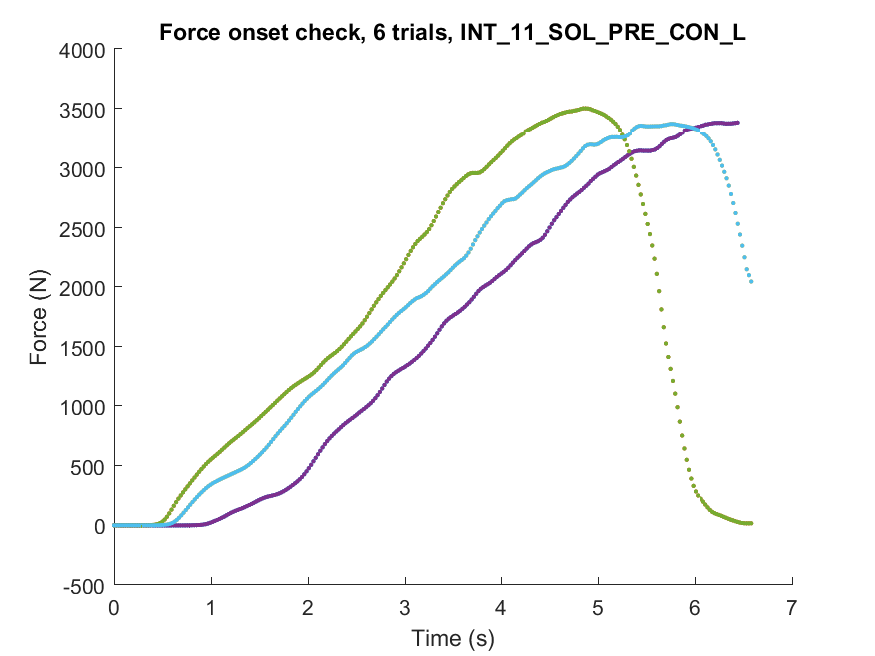 Force onset check, 6 trials, INT_11_SOL_PRE_CON_L
4000
3500
3000
2500
2000
1500
1000
500
0
-500
Force (N)
0 1 2 3 4 5 6 7
Time (s)